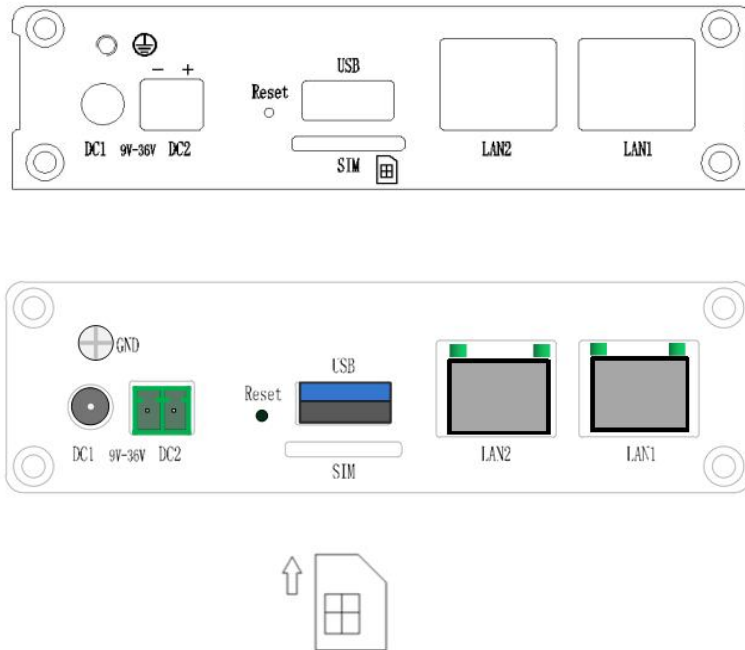 − +
USB
Reset
DC1 9V-36V DC2
LAN2
LAN1
SIM
GND
USB
Reset
DC1 9V-36V DC2
LAN2
LAN1
SIM